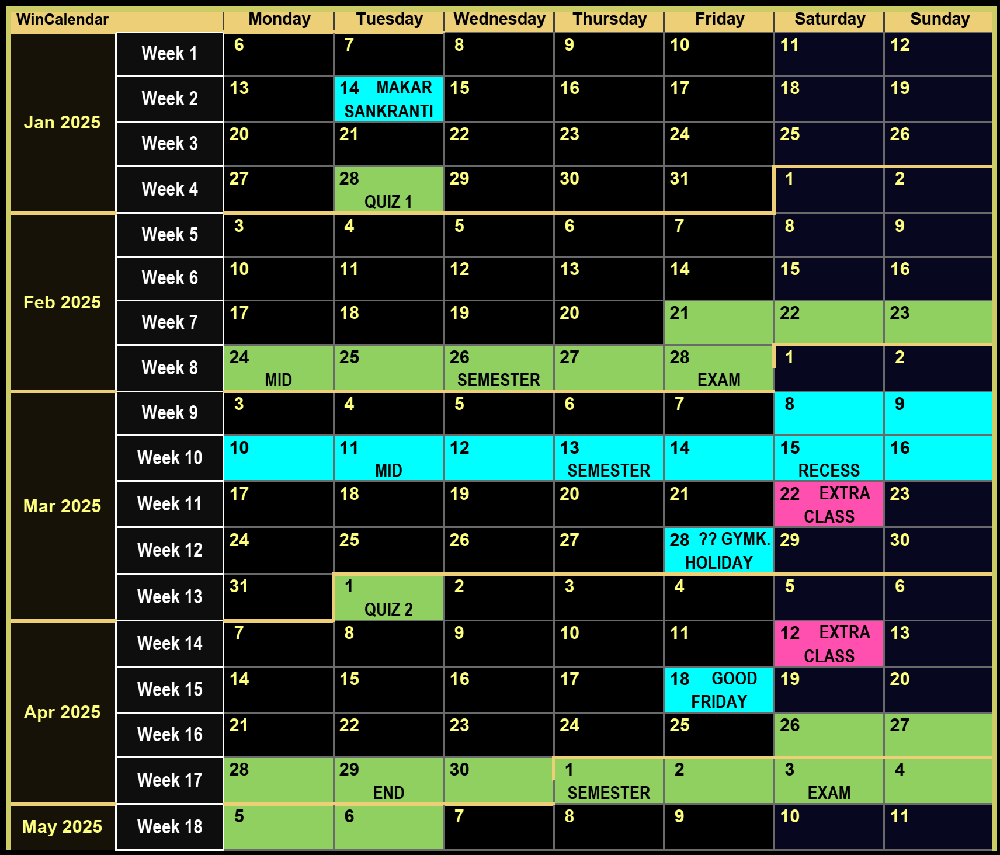 WinCalendar Monday Tuesday Wednesday Thursday Friday Saturday Sunday
Jan 2025
Week 1 6 7 8 9 10 11 12
Week 2 13 14 MAKAR SANKRANTI 15 16 17 18 19
Week 3 20 21 22 23 24 25 26
Week 4 27 28 QUIZ 1 29 30 31 1 2
Feb 2025
Week 5 3 4 5 6 7 8 9
Week 6 10 11 12 13 14 15 16
Week 7 17 18 19 20 21 22 23
Week 8 24 MID 25 26 SEMESTER 27 28 EXAM 1 2
Mar 2025
Week 9 3 4 5 6 7 8 9
Week 10 10 11 MID 12 13 SEMESTER 14 15 RECESS 16
Week 11 17 18 19 20 21 22 EXTRA CLASS 23
Week 12 24 25 26 27 28 ?? GYMK. HOLIDAY 29 30
Week 13 31 1 QUIZ 2 2 3 4 5 6
Apr 2025
Week 14 7 8 9 10 11 12 EXTRA CLASS 13
Week 15 14 15 16 17 18 GOOD FRIDAY 19 20
Week 16 21 22 23 24 25 26 27
Week 17 28 29 END 30 1 SEMESTER 2 3 EXAM 4
May 2025
Week 18 5 6 7 8 9 10 11